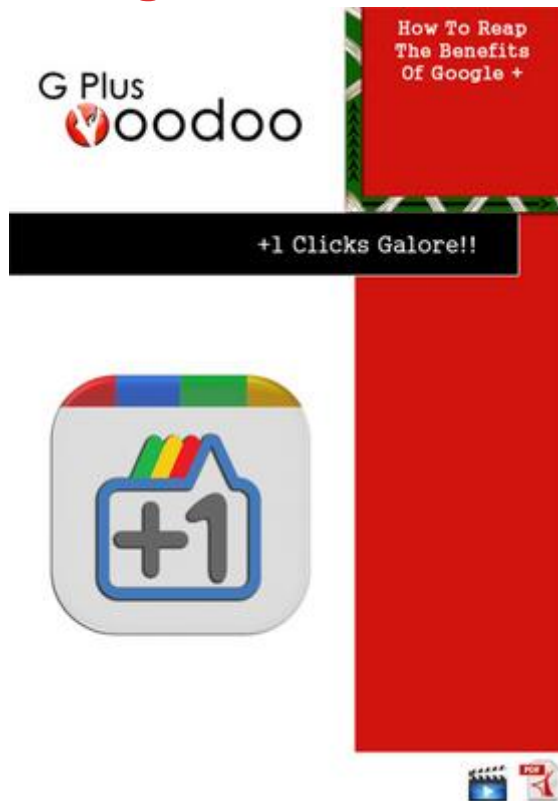 How To Reap
The Benefits
Of Google +
G Plus
Voodoo
+1 Clicks Galore!!
+1
PDF